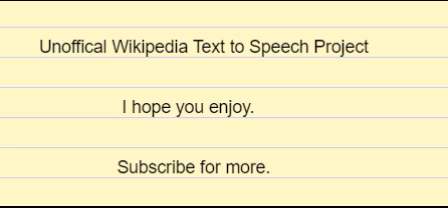 Unoffical Wikipedia Text to Speech Project
I hope you enjoy.
Subscribe for more.